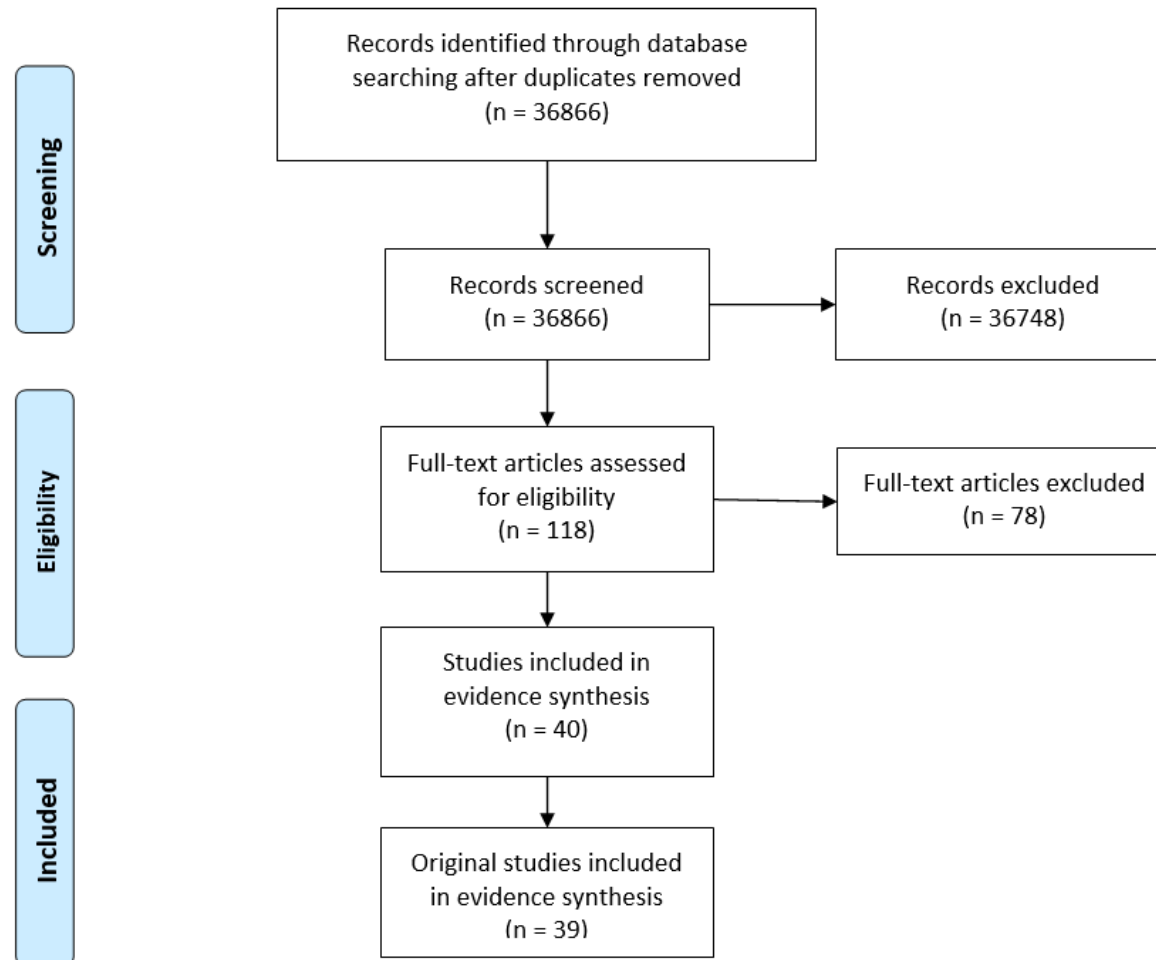 Records identified through database
searching after duplicates removed
(n = 36866)
Screening
Records screened
(n = 36866)
Records excluded
(n = 36748)
Full-text articles assessed
for eligibility
(n = 118)
Full-text articles excluded
(n = 78)
Eligibility
Studies included in
evidence synthesis
(n = 40)
Included
Original studies included
in evidence synthesis
(n = 39)